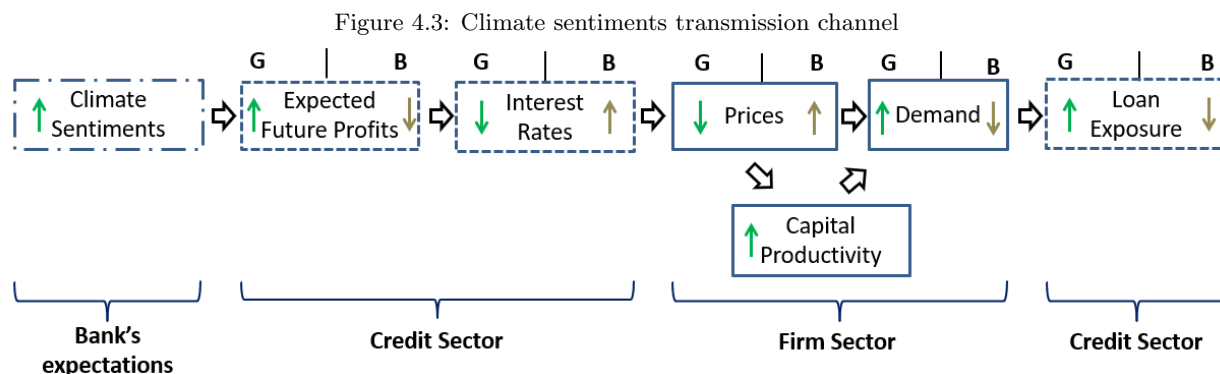 Figure 4.3: Climate sentiments transmission channel
G B G B G B G B G B
Climate
Sentiments
Expected
Future Profits
Interest
Rates
Prices
Demand
Loan
Exposure
Capital
Productivity
Bank's
expectations
Credit Sector
Firm Sector
Credit Sector